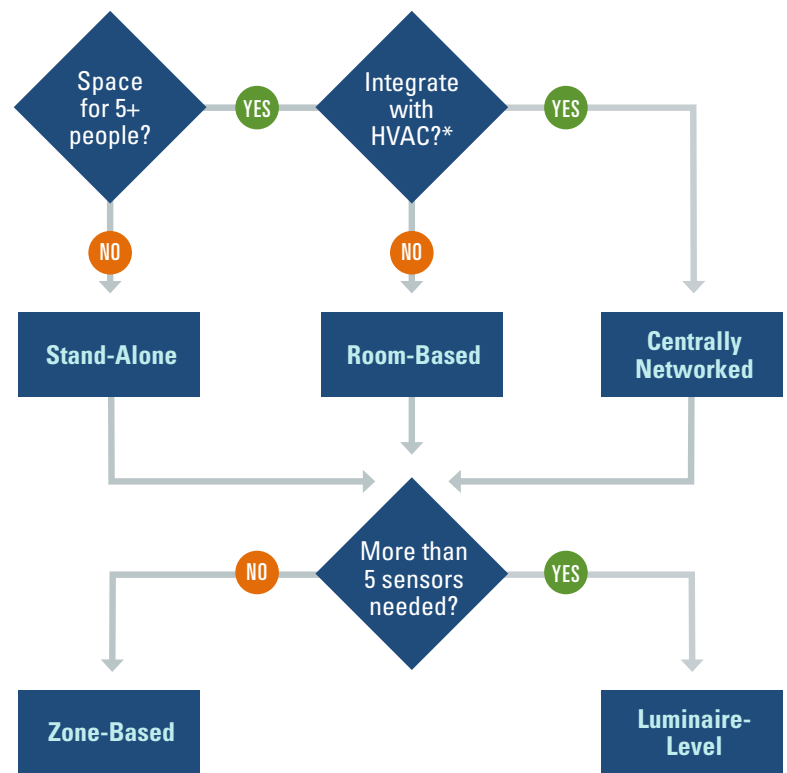 Space
for 5+
people?
YES
Integrate
with
HVAC?*
YES
NO
NO
Stand-Alone
Room-Based
Centrally
Networked
More than
5 sensors
needed?
NO
YES
Zone-Based
Luminaire-
Level